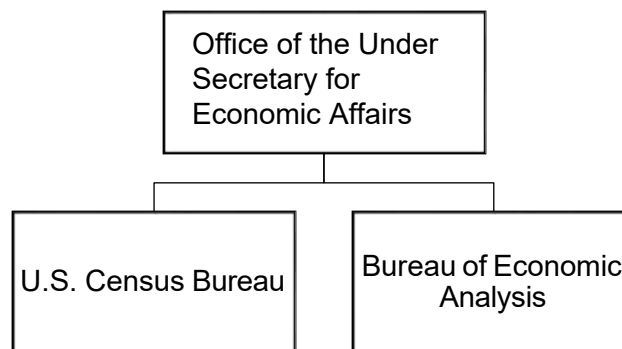 Office of the Under
Secretary for
Economic Affairs
U.S. Census Bureau
Bureau of Economic
Analysis